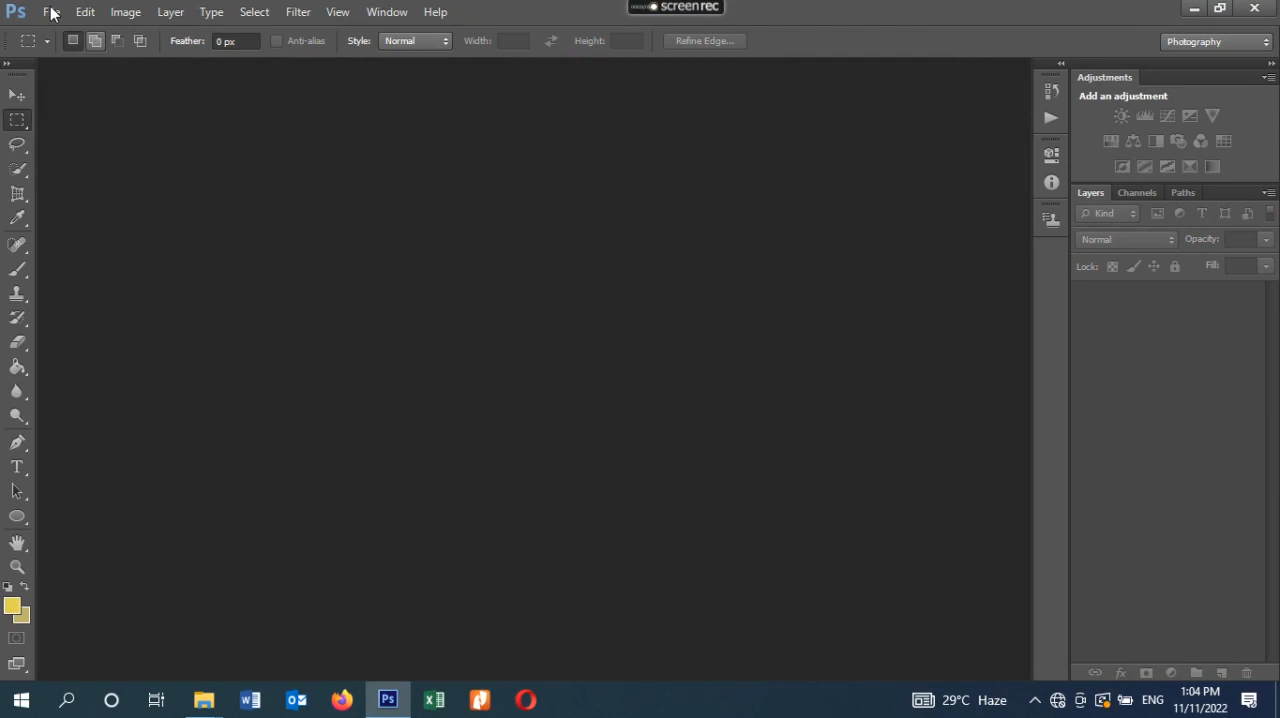 Ps File Edit Image Layer Type Select Filter View Window Help
screenrec
Feather: 0 px Anti-alias Style: Normal Width: Height: Refine Edge... Photography
Adjustments
Add an adjustment
Layers Channels Paths
Kind
Normal Opacity:
Lock: Fill:
29°C Haze ENG 1:04 PM
11/11/2022